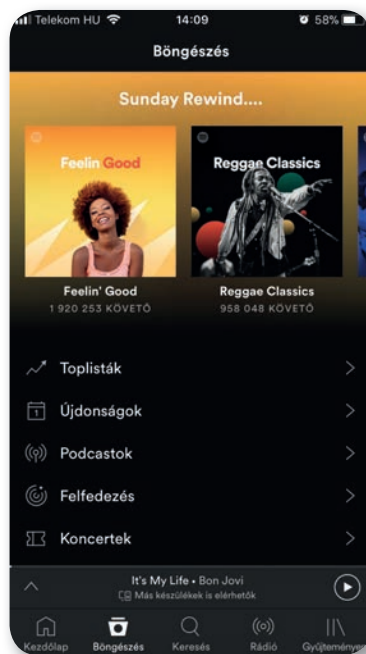 Telekom HU 14:09 58%
Böngészés
Sunday Rewind....
Feelin Good
Reggae Classics
Feelin' Good Reggae Classics
1 920 253 KÖVETŐ 958 048 KÖVETŐ
Toplisták
1 Újdonságok
Podcastok
Felfedezés
Koncertek
It's My Life • Bon Jovi
Más készülékek is elérhetők
Kezdőlap Böngészés Keresés Rádió Gyűjteményes